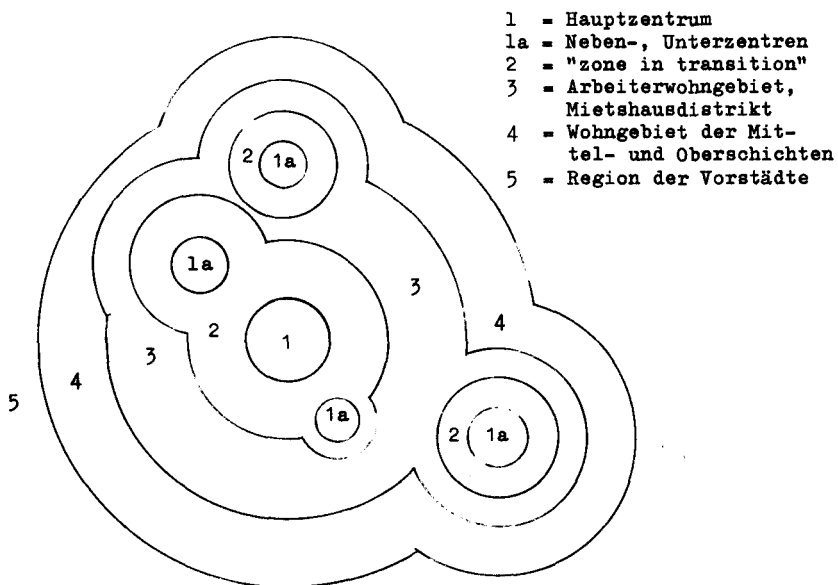 1 = Hauptzentrum
1a = Neben-, Unterzentren
2 = "zone in transition"
3 = Arbeiterwohngebiet,
Mietshausdistrikt
4 = Wohngebiet der Mit-
tel- und Oberschichten
5 = Region der Vorstädte
2 1a
1a
3
2
1
4
3
4
5
1a
2 1a